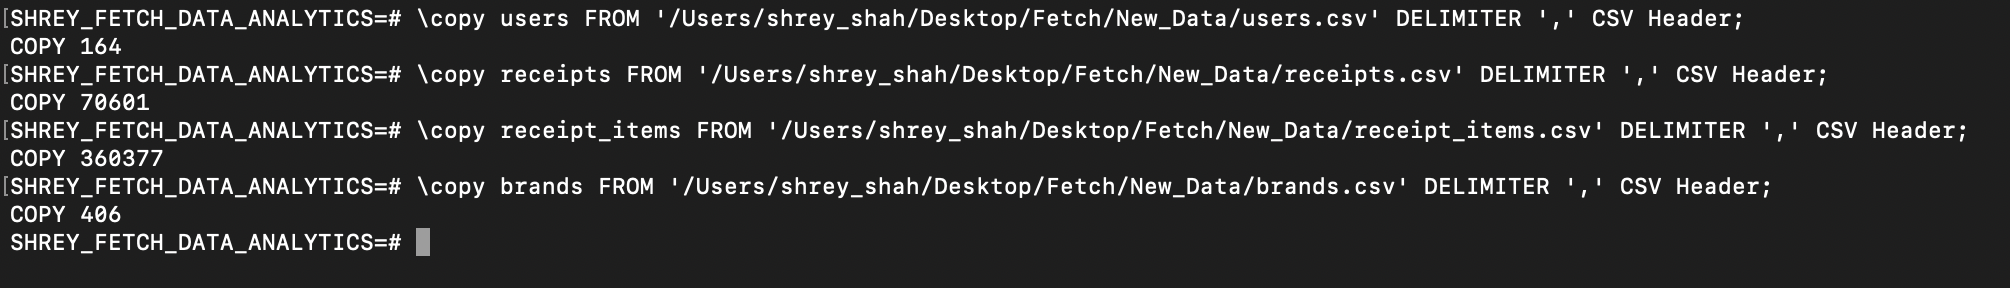 [SHREY_FETCH_DATA_ANALYTICS=# \copy users FROM '/Users/shrey_shah/Desktop/Fetch/New_Data/users.csv' DELIMITER ',' CSV Header;
COPY 164
[SHREY_FETCH_DATA_ANALYTICS=# \copy receipts FROM '/Users/shrey_shah/Desktop/Fetch/New_Data/receipts.csv' DELIMITER ',' CSV Header;
COPY 70601
[SHREY_FETCH_DATA_ANALYTICS=# \copy receipt_items FROM '/Users/shrey_shah/Desktop/Fetch/New_Data/receipt_items.csv' DELIMITER ',' CSV Header;
COPY 360377
[SHREY_FETCH_DATA_ANALYTICS=# \copy brands FROM '/Users/shrey_shah/Desktop/Fetch/New_Data/brands.csv' DELIMITER ',' CSV Header;
COPY 406
SHREY_FETCH_DATA_ANALYTICS=#